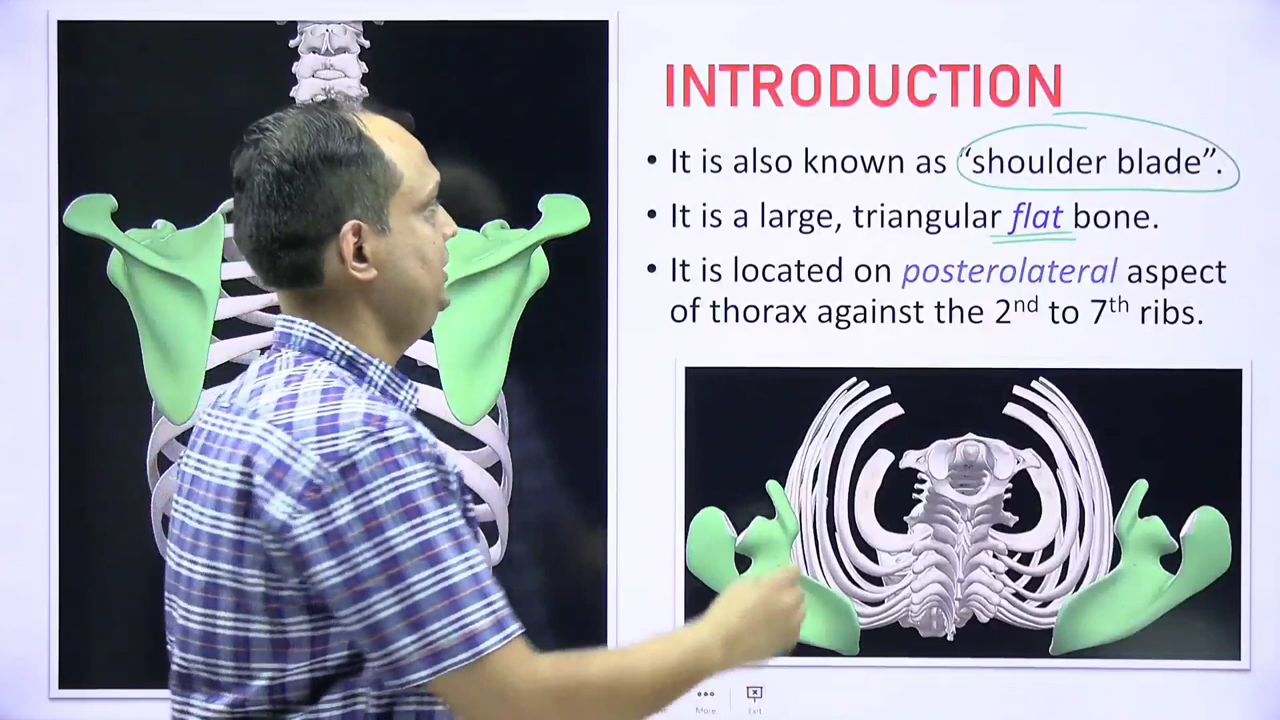 INTRODUCTION
• It is also known as “shoulder blade”.
• It is a large, triangular flat bone.
• It is located on posterolateral aspect
of thorax against the 2nd to 7th ribs.
More
Exit